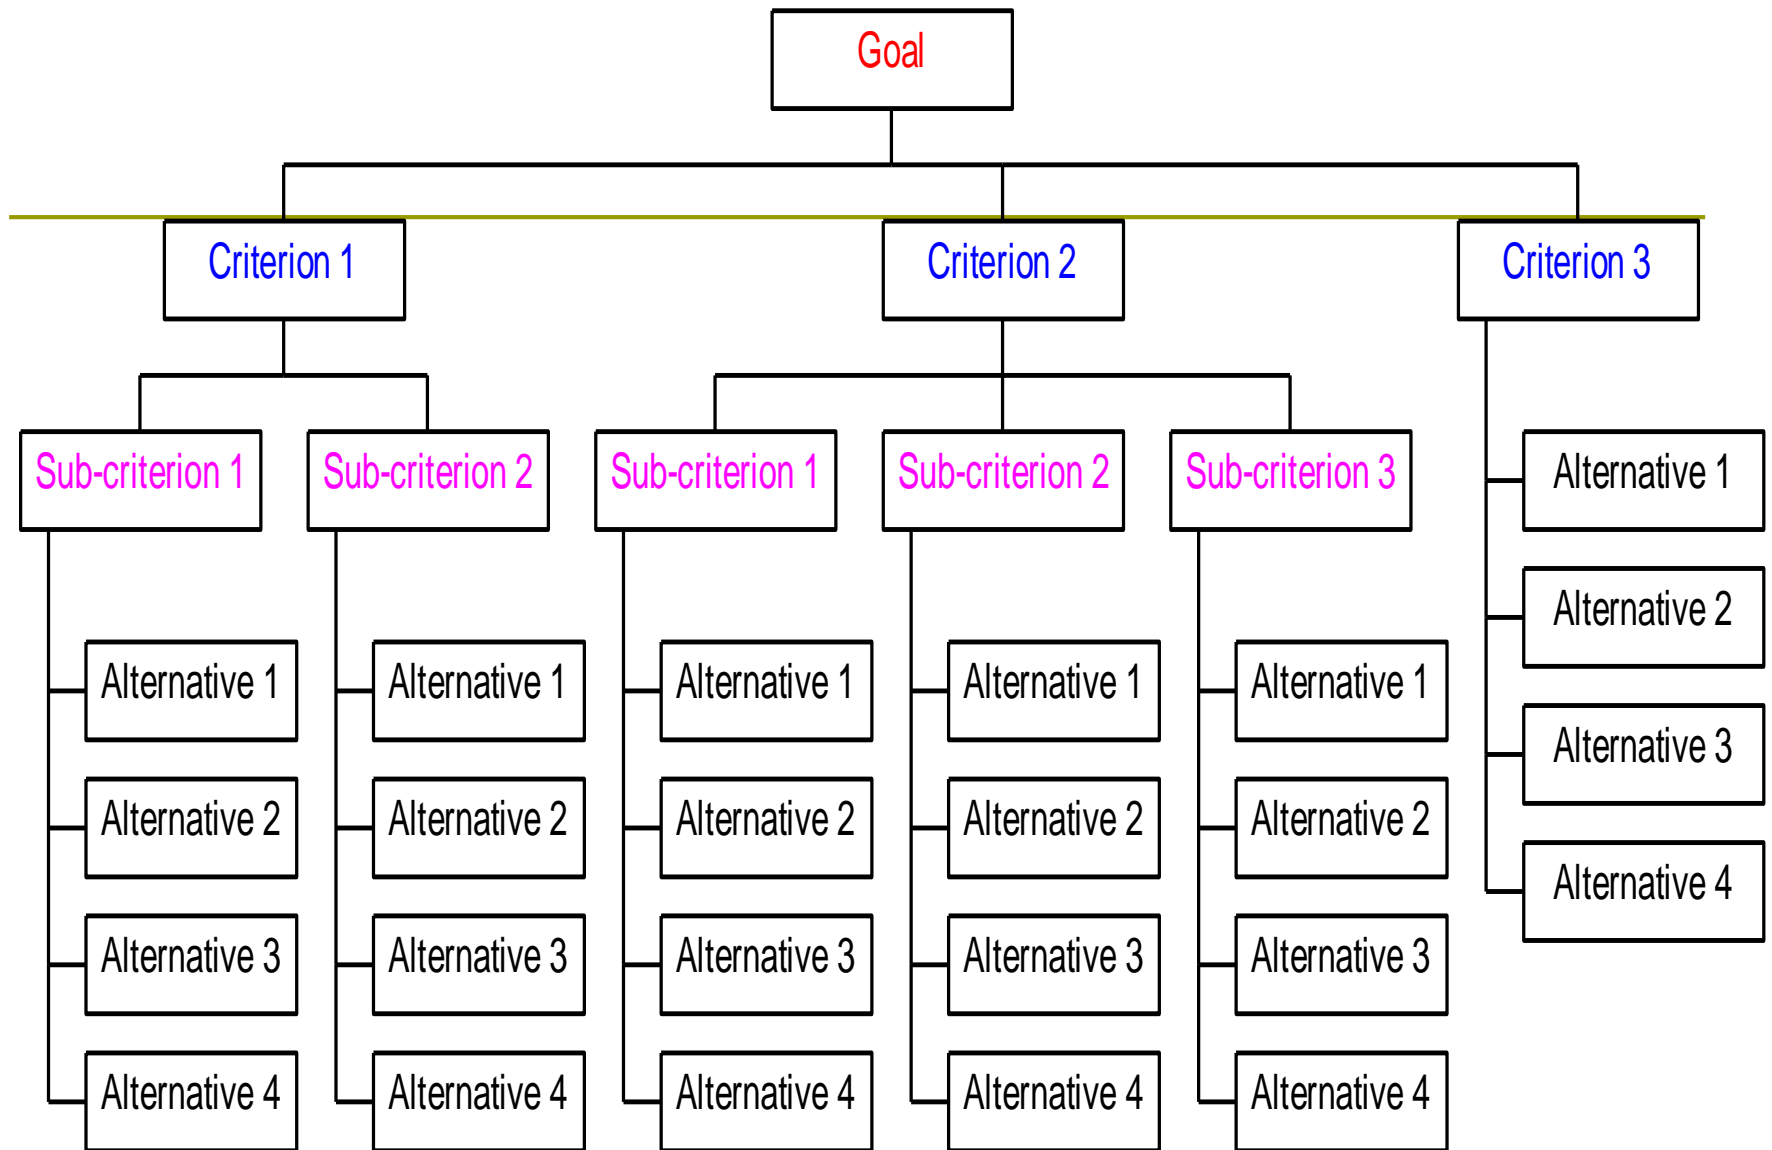 Goal
Criterion 1
Criterion 2
Criterion 3
Sub-criterion 1
Sub-criterion 2
Sub-criterion 1
Sub-criterion 2
Sub-criterion 3
Alternative 1
Alternative 2
Alternative 3
Alternative 4
Alternative 1
Alternative 2
Alternative 3
Alternative 4
Alternative 1
Alternative 2
Alternative 3
Alternative 4
Alternative 1
Alternative 2
Alternative 3
Alternative 4
Alternative 1
Alternative 2
Alternative 3
Alternative 4
Alternative 1
Alternative 2
Alternative 3
Alternative 4